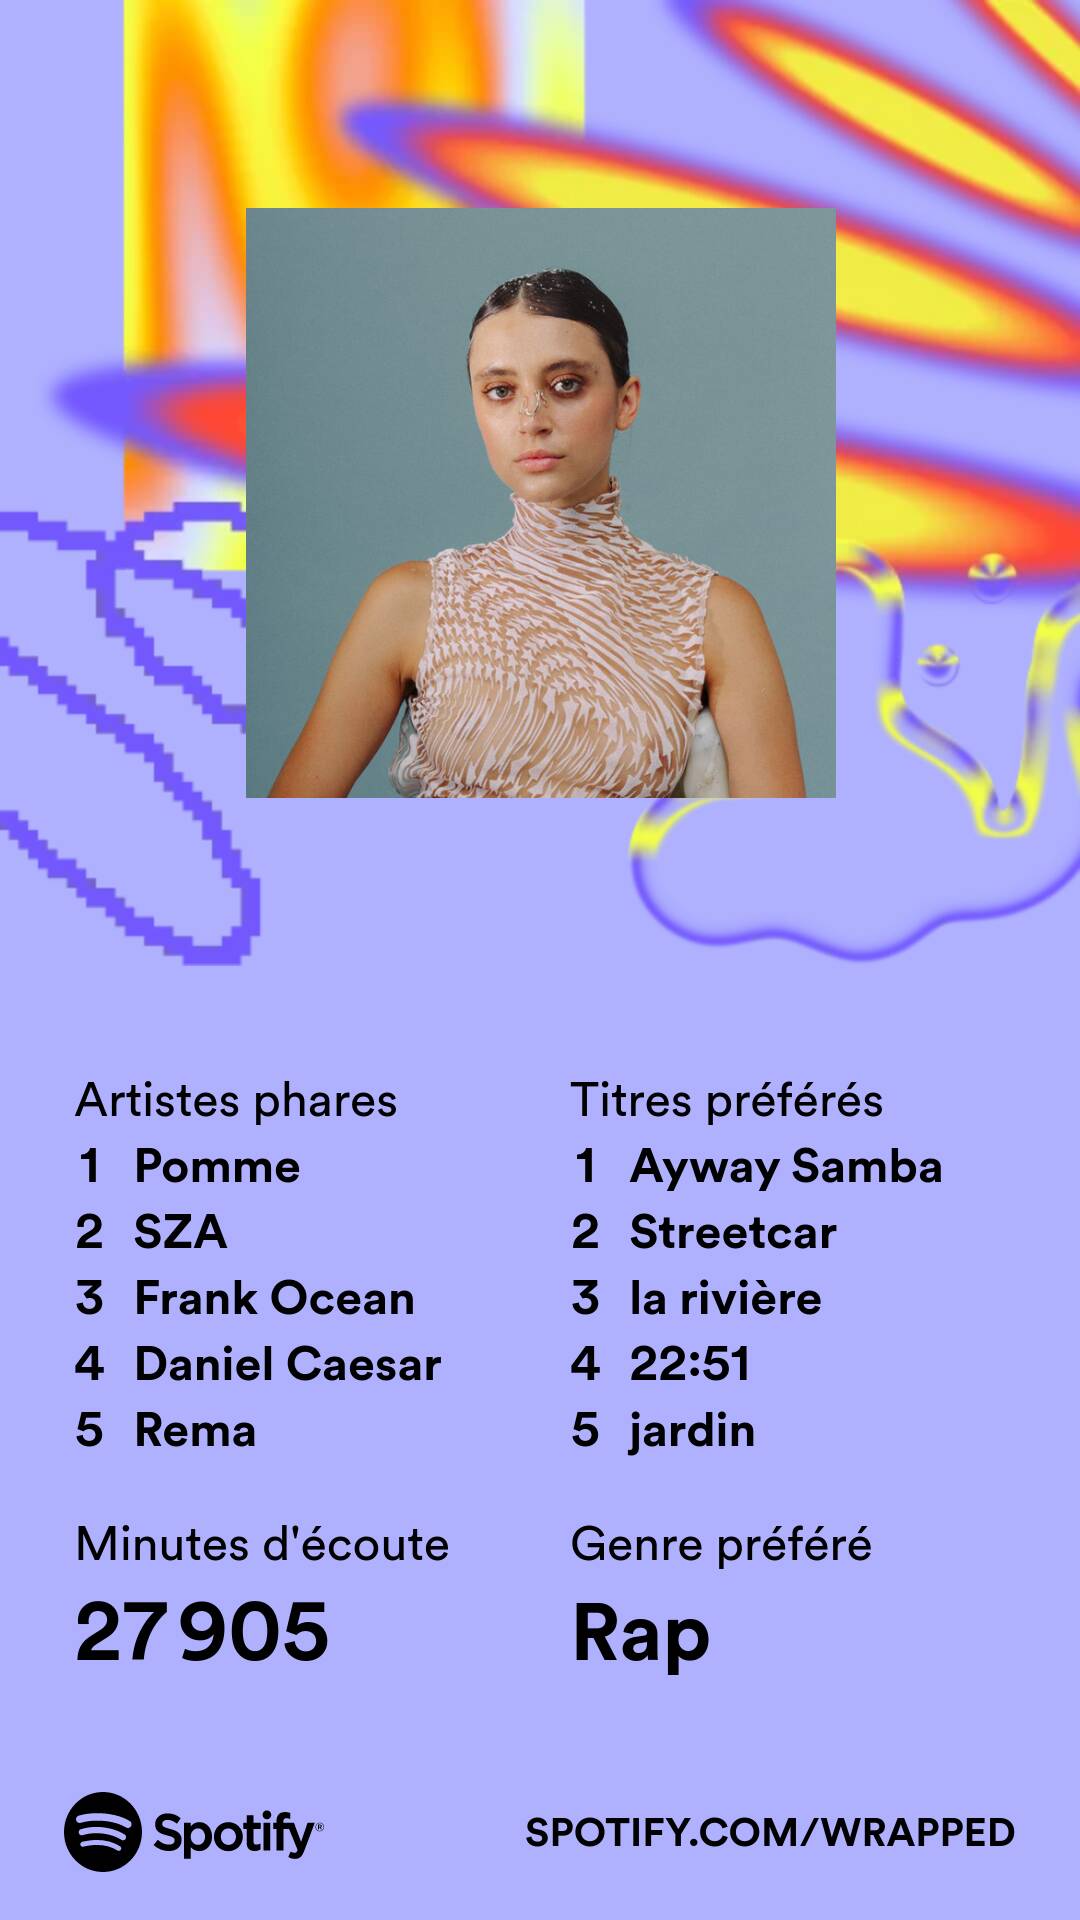 Artistes phares
1 Pomme
2 SZA
3 Frank Ocean
4 Daniel Caesar
5 Rema
Titres préférés
1 Ayway Samba
2 Streetcar
3 la rivière
4 22:51
5 jardin
Minutes d'écoute
27 905
Genre préféré
Rap
Spotify®
SPOTIFY.COM/WRAPPED